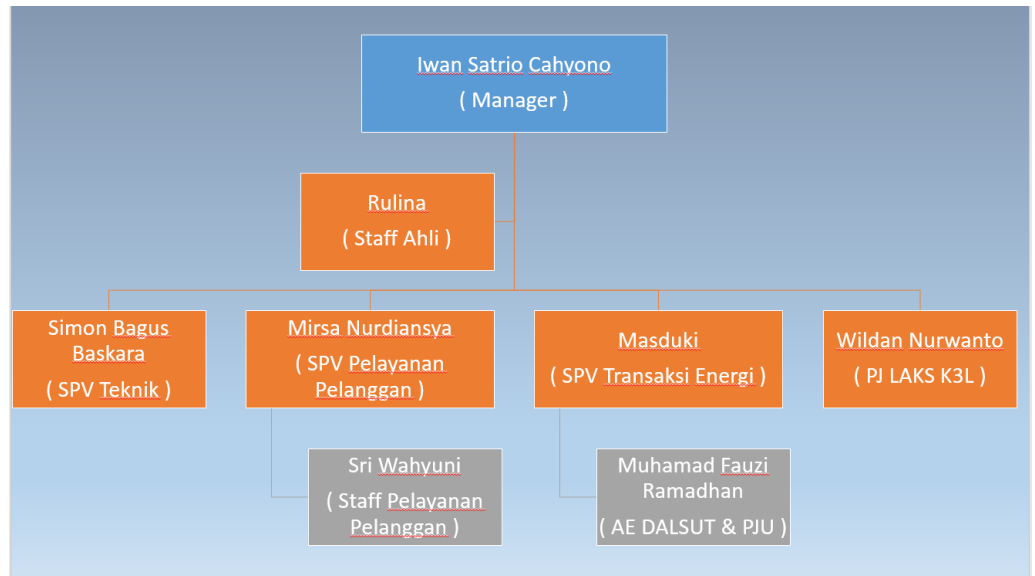 Iwan Satrio Cahyono
( Manager )
Rulina
( Staff Ahli )
Simon Bagus
Baskara
( SPV Teknik )
Mirsa Nurdiansya
( SPV Pelayanan
Pelanggan )
Masduki
( SPV Transaksi Energi )
Wildan Nurwanto
( PJ LAKS K3L )
Sri Wahyuni
( Staff Pelayanan
Pelanggan )
Muhamad Fauzi
Ramadhan
( AE DALSUT & PJU )